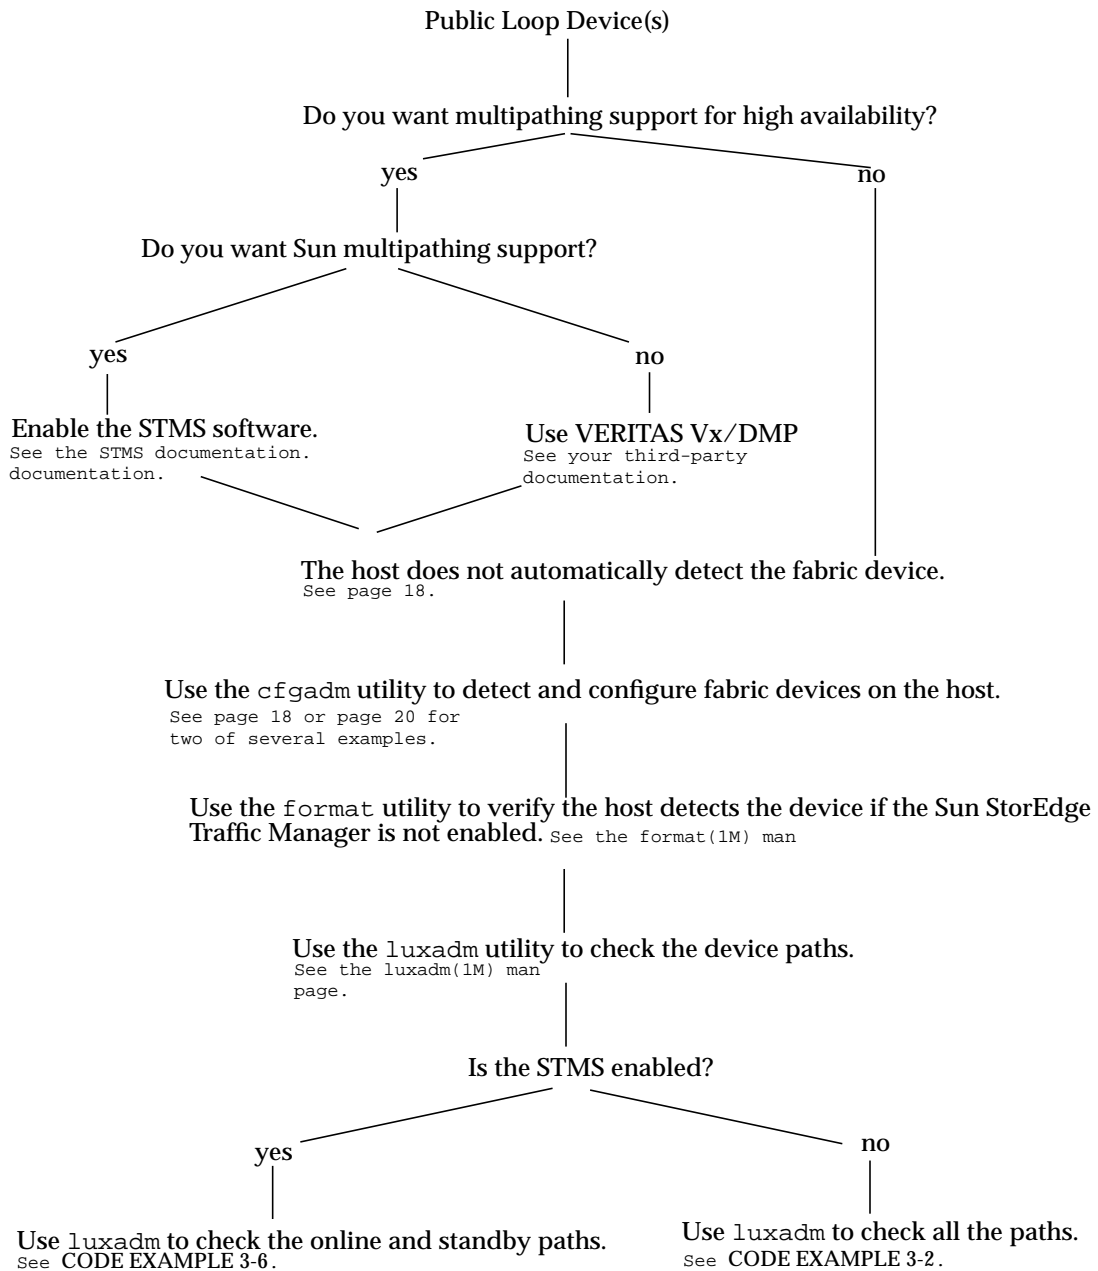 Public Loop Device(s)
Do you want multipathing support for high availability?
yes
no
Do you want Sun multipathing support?
yes
no
Enable the STMS software.
See the STMS documentation.
documentation.
Use VERITAS Vx/DMP
See your third-party
documentation.
The host does not automatically detect the fabric device.
See page 18.
Use the cfgadm utility to detect and configure fabric devices on the host.
See page 18 or page 20 for
two of several examples.
Use the format utility to verify the host detects the device if the Sun StorEdge
Traffic Manager is not enabled. See the format(1M) man
Use the luxadm utility to check the device paths.
See the luxadm(1M) man
page.
Is the STMS enabled?
yes
no
Use luxadm to check the online and standby paths.
See CODE EXAMPLE 3-6.
Use luxadm to check all the paths.
See CODE EXAMPLE 3-2.